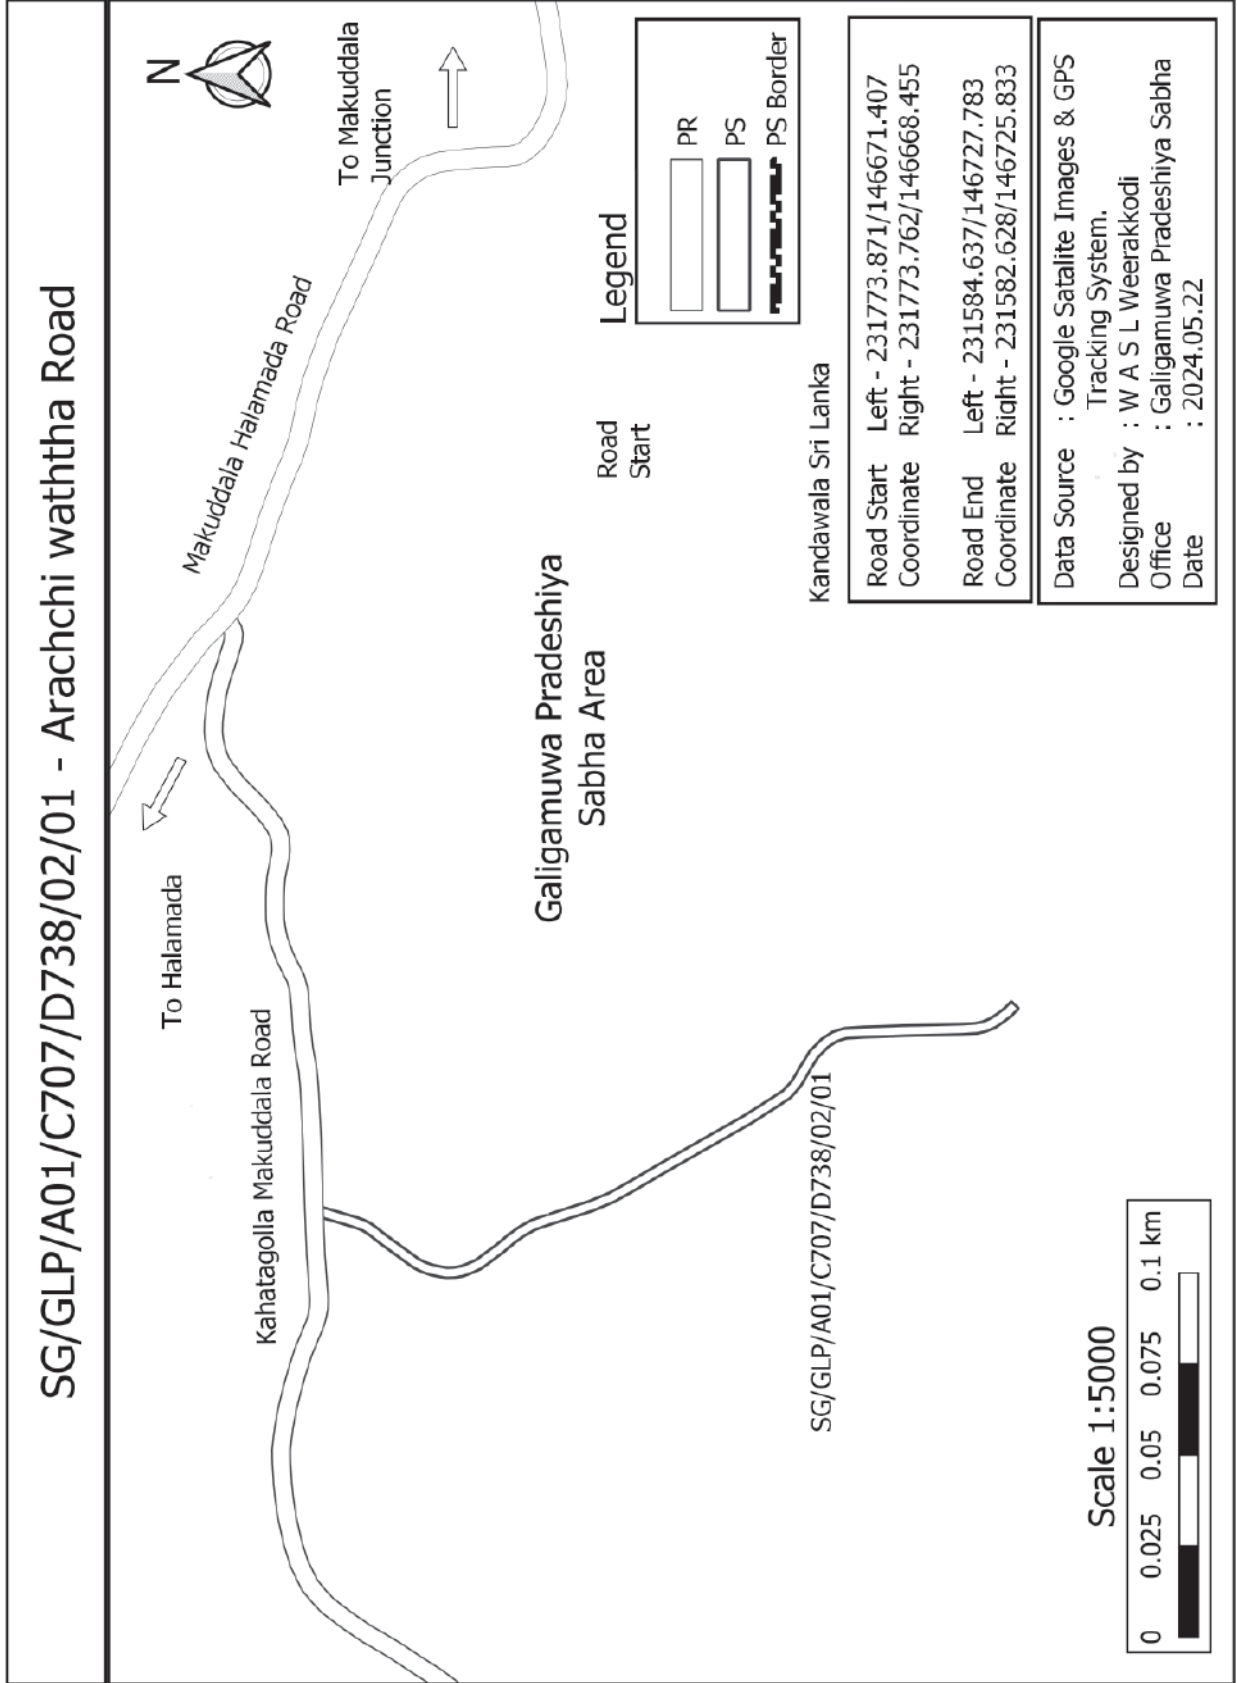 SG/GLP/A01/C707/D738/02/01 - Arachchi waththa Road
N
To Halamada
Makuddala Halamada Road
To Makuddala
Junction
Kahatagolla Makuddala Road
Galigamuwa Pradeshiya
Sabha Area
Road
Start
SG/GLP/A01/C707/D738/02/01
Legend
PR
PS
PS Border
Kandawala Sri Lanka
Road Start Left - 231773.871/146671.407
Coordinate Right - 231773.762/146668.455
Road End Left - 231584.637/146727.783
Coordinate Right - 231582.628/146725.833
Data Source : Google Satalite Images & GPS
Tracking System.
Designed by : W A S L Weerakkodi
Office : Galigamuwa Pradeshiya Sabha
Date : 2024.05.22
Scale 1:5000
0 0.025 0.05 0.075 0.1 km